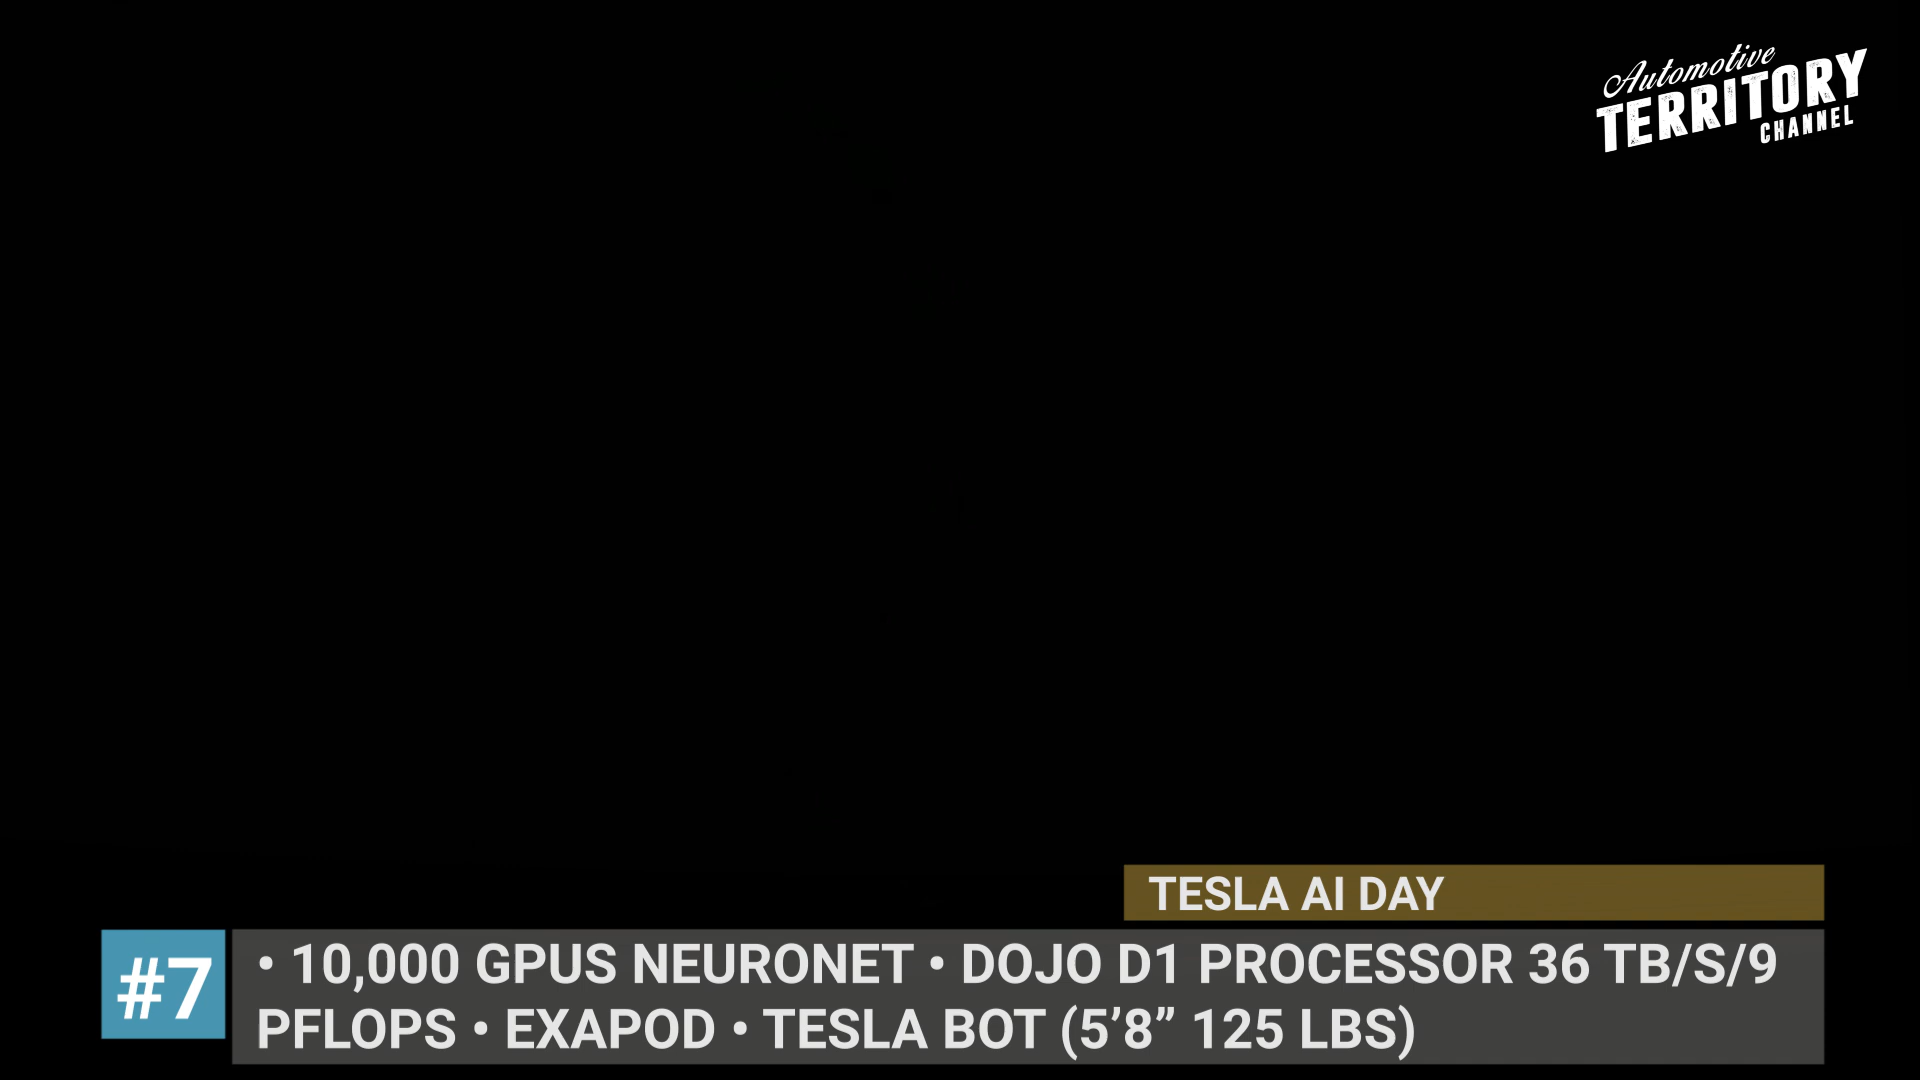 Automotive
TERRITORY
CHANNEL
TESLA AI DAY
#7
• 10,000 GPUS NEURONET • DOJO D1 PROCESSOR 36 TB/S/9
PFLOPS • EXAPOD • TESLA BOT (5’8” 125 LBS)